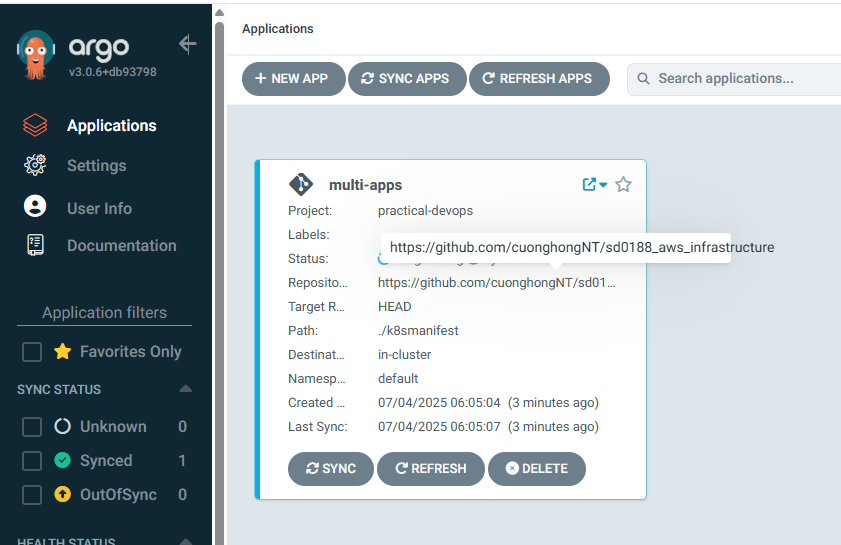 argo
v3.0.6+db93798
Applications
Settings
User Info
Documentation
Application filters
Favorites Only
SYNC STATUS
Unknown 0
Synced 1
OutOfSync 0
HEALTH STATUS
Applications
NEW APP SYNC APPS REFRESH APPS Search applications...
multi-apps
Project: practical-devops
Labels:
https://github.com/cuonghongNT/sd0188_aws_infrastructure
Status:
Reposito... https://github.com/cuonghongNT/sd01...
Target R... HEAD
Path: ./k8smanifest
Destinat... in-cluster
Namesp... default
Created ... 07/04/2025 06:05:04 (3 minutes ago)
Last Sync: 07/04/2025 06:05:07 (3 minutes ago)
SYNC REFRESH DELETE